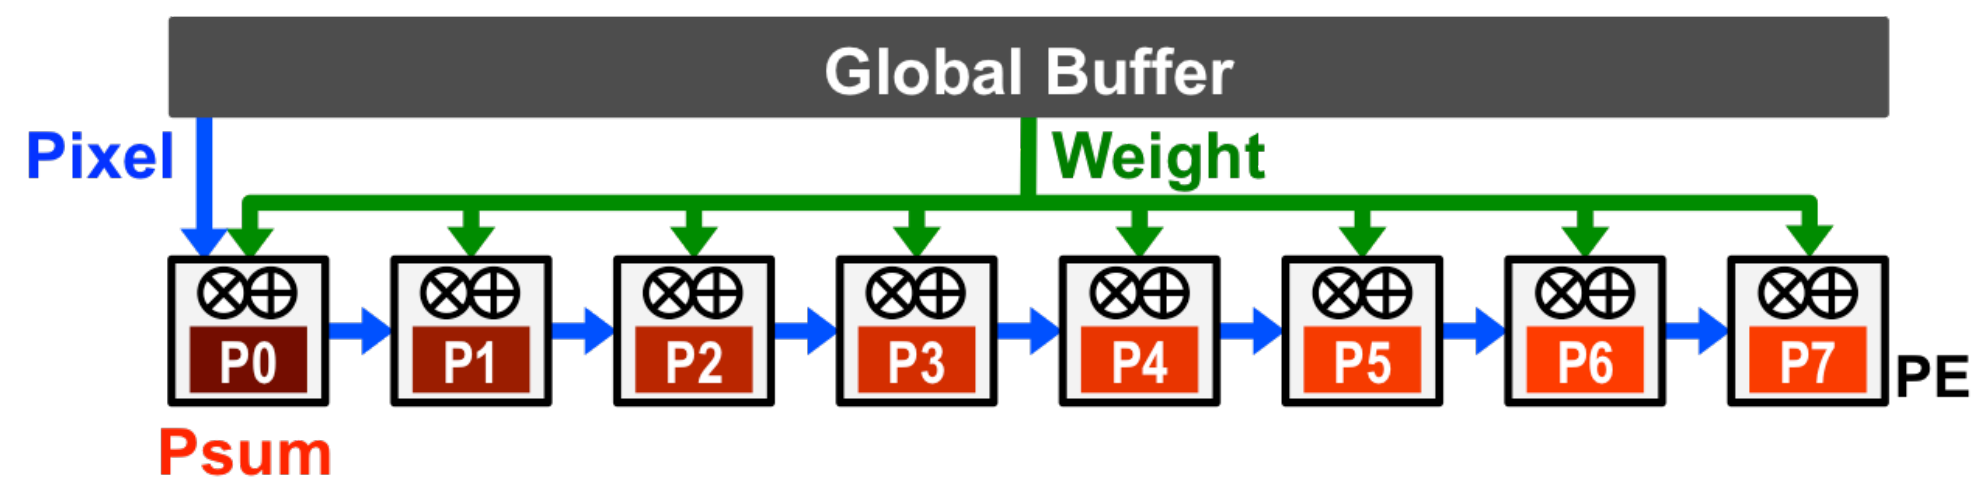 Global Buffer
Pixel
Weight
P0 P1 P2 P3 P4 P5 P6 P7
PE
Psum